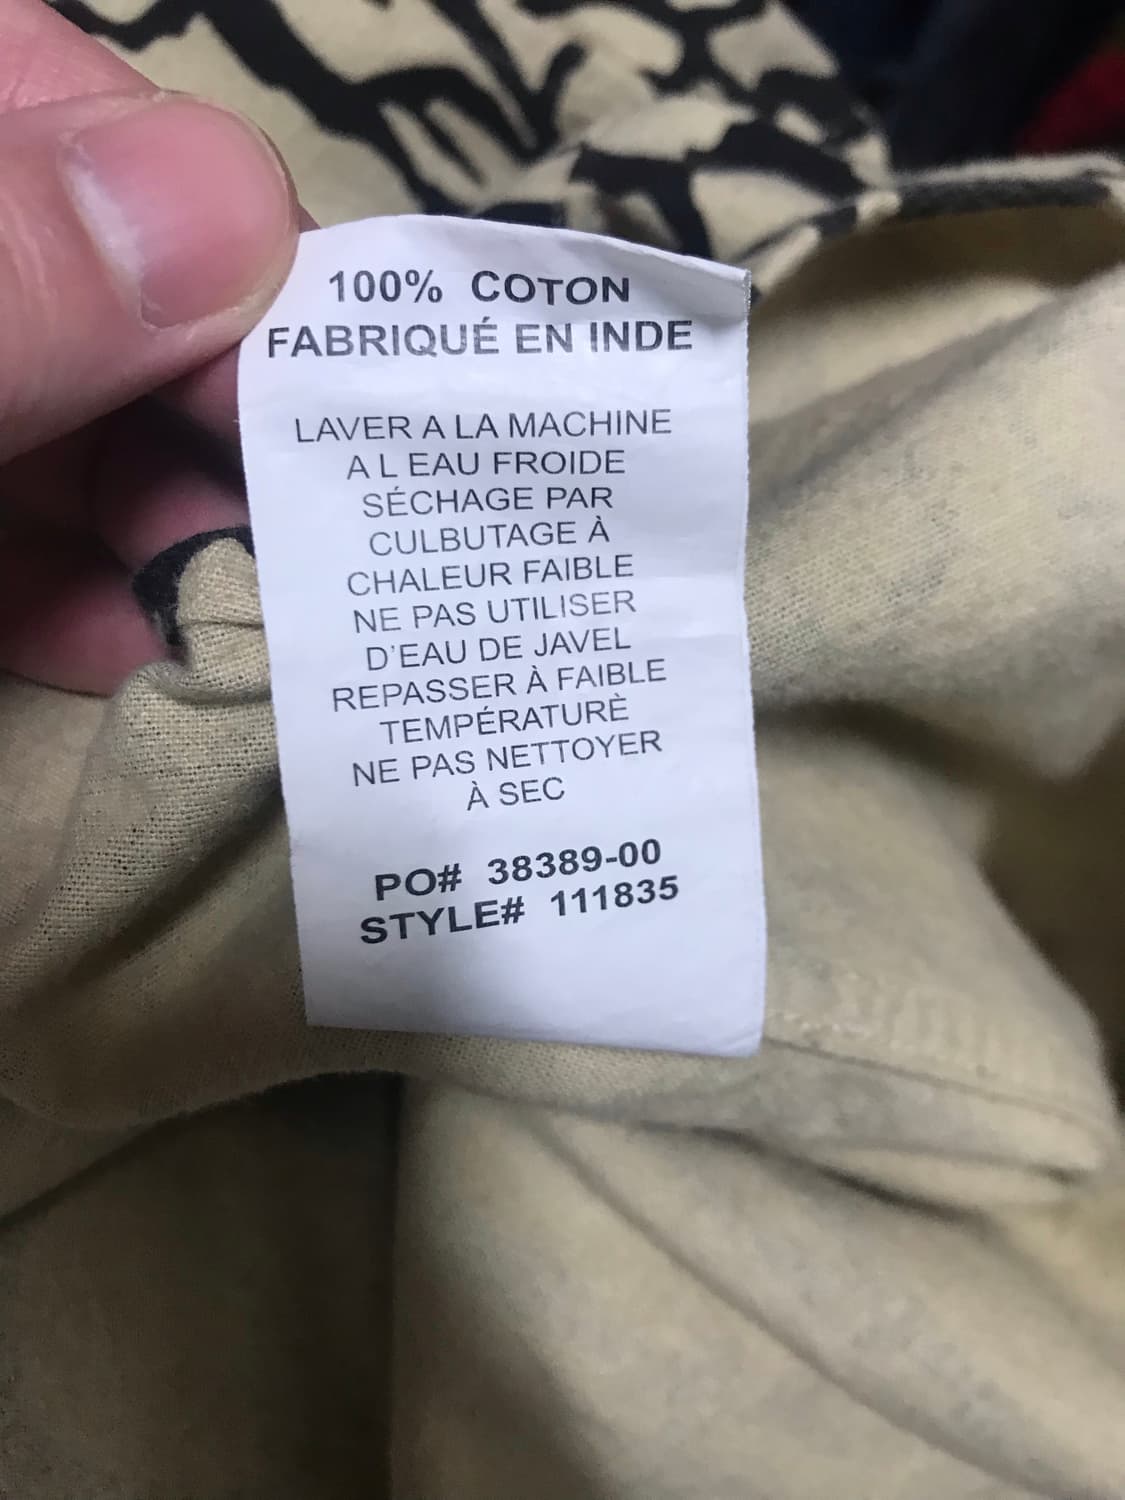 100% COTON
FABRIQUÉ EN INDE
LAVER A LA MACHINE
A L EAU FROIDE
SÉCHAGE PAR
CULBUTAGE À
CHALEUR FAIBLE
NE PAS UTILISER
D'EAU DE JAVEL
REPASSER À FAIBLE
TEMPÉRATURÈ
NE PAS NETTOYER
À SEC
PO# 38389-00
STYLE# 111835